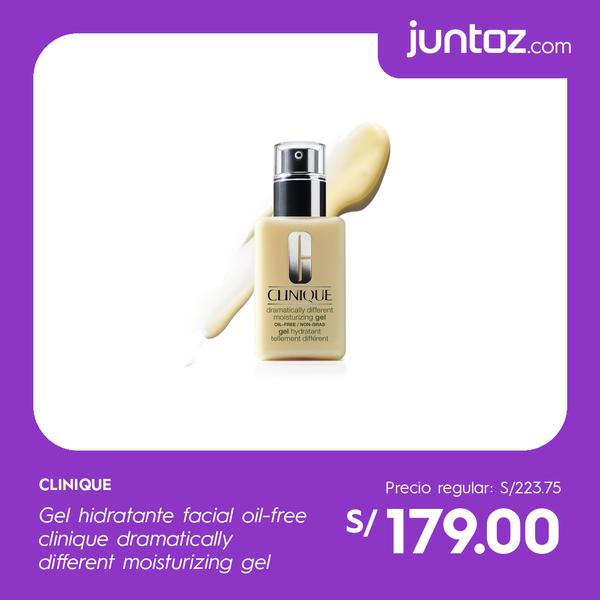 juntoz.com
CLINIQUE
dramatically different
moisturizing gel
OIL-FREE / NON-GRAS
gel hydratant
tellement différent
CLINIQUE
Gel hidratante facial oil-free
clinique dramatically
different moisturizing gel
Precio regular: S/223.75
S/179.00